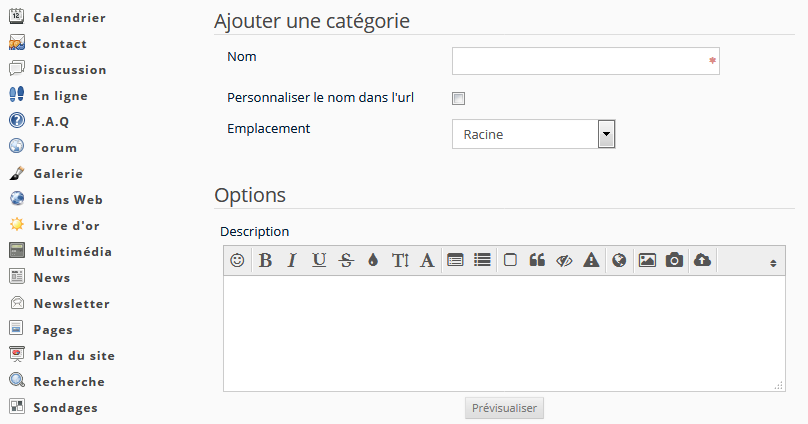 Calendrier
Contact
Discussion
En ligne
F.A.Q
Forum
Galerie
Liens Web
Livre d'or
Multimédia
News
Newsletter
Pages
Plan du site
Recherche
Sondages
Ajouter une catégorie
Nom
*
Personnaliser le nom dans l'url
Emplacement
Racine
Options
Description
B I U S T A
Prévisualiser